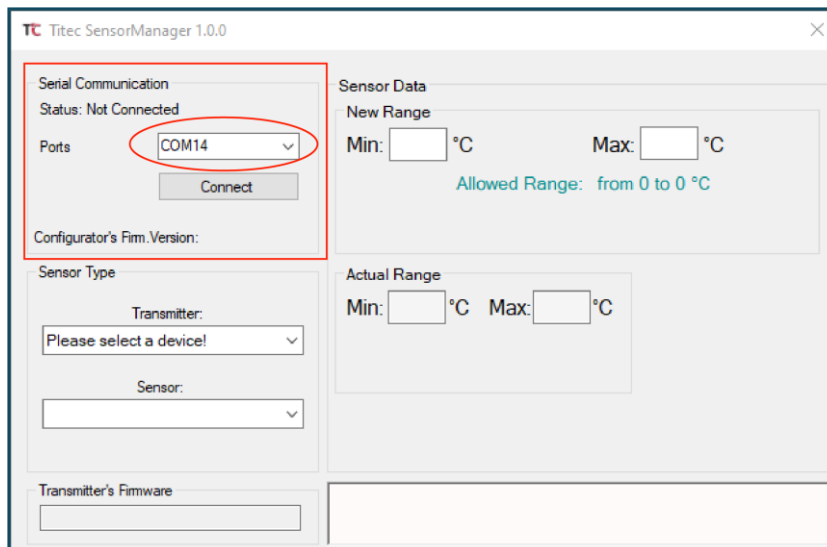 TC Titec SensorManager 1.0.0
Serial Communication
Status: Not Connected
Ports COM14
Connect
Configurator's Firm.Version:
Sensor Type
Transmitter:
Please select a device!
Sensor:
Transmitter's Firmware
Sensor Data
New Range
Min: °C Max: °C
Allowed Range: from 0 to 0 °C
Actual Range
Min: °C Max: °C